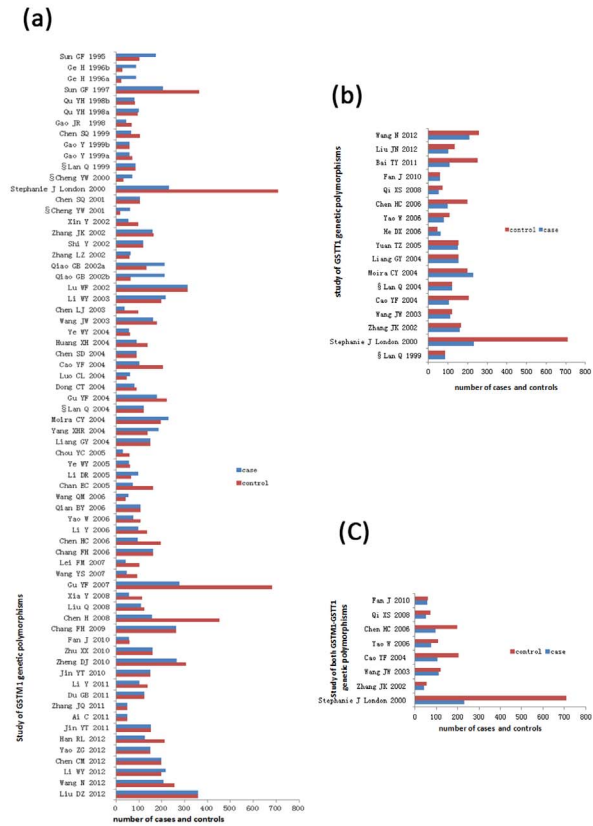 (a)
Sun GF 1995
Ge H 1996b
Ge H 1996a
Sun GF 1997
Qu YH 1998b
Qu YH 1998a
Gao JR 1998
Chen SQ 1999
Gao Y 1999b
Gao Y 1999a
§Lan Q 1999
§Cheng YW 2000
Stephanie J London 2000
Chen SQ 2001
§Cheng YW 2001
Xin Y 2002
Zhang JK 2002
Shi Y 2002
Zhang LZ 2002
Qiao GB 2002a
Qiao GB 2002b
Lu WF 2002
Li WY 2003
Chen LJ 2003
Wang JW 2003
Ye WY 2004
Huang XH 2004
Chen SD 2004
Cao YF 2004
Luo CL 2004
Dong CT 2004
Gu YF 2004
§Lan Q 2004
Moira CY 2004
Yang XHR 2004
Liang GY 2004
Chou YC 2005
Ye WY 2005
Li DR 2005
Chan EC 2005
Wang QM 2006
Qian BY 2006
Yao W 2006
Li Y 2006
Chen HC 2006
Chang FH 2006
Lei FM 2007
Wang YS 2007
Gu YF 2007
Xia Y 2008
Liu Q 2008
Chen H 2008
Chang FH 2009
Fan J 2010
Zhu XX 2010
Zheng DJ 2010
Jin YT 2010
Li Y 2011
Du GB 2011
Zhang JQ 2011
Ai C 2011
Jin YT 2011
Han RL 2012
Yao ZG 2012
Chen CM 2012
Li WY 2012
Wang N 2012
Liu DZ 2012
Study of GSTM1 genetic polymorphisms
case
control
0 100 200 300 400 500 600 700 800
number of cases and controls
(b)
Wang N 2012
Liu JN 2012
Bai TY 2011
Fan J 2010
Qi XS 2008
Chen HC 2006
Yao W 2006
He DX 2006
Yuan TZ 2005
Liang GY 2004
Moira CY 2004
§Lan Q 2004
Cao YF 2004
Wang JW 2003
Zhang JK 2002
Stephanie J London 2000
§Lan Q 1999
study of GSTT1 genetic polymorphisms
control case
0 100 200 300 400 500 600 700 800
number of cases and controls
(C)
Fan J 2010
Qi XS 2008
Chen HC 2006
Yao W 2006
Cao YF 2004
Wang JW 2003
Zhang JK 2002
Stephanie J London 2000
Study of both GSTM1-GSTT1
genetic polymorphisms
control case
0 100 200 300 400 500 600 700 800
number of cases and controls